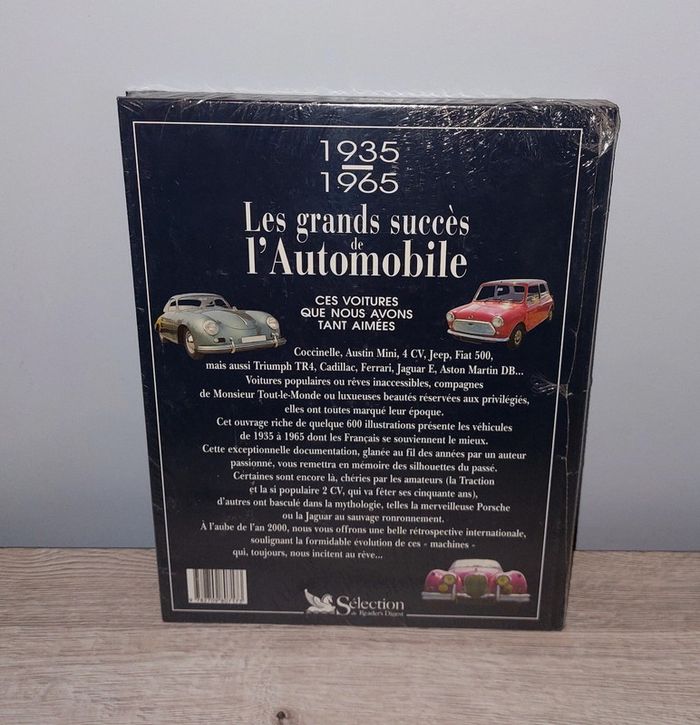 1935
1965
Les grands succès
de
l'Automobile
CES VOITURES
QUE NOUS AVONS
TANT AIMÉES
Coccinelle, Austin Mini, 4 CV, Jeep, Fiat 500,
mais aussi Triumph TR4, Cadillac, Ferrari, Jaguar E, Aston Martin DB...
Voitures populaires ou rêves inaccessibles, compagnes
de Monsieur Tout-le-Monde ou luxueuses beautés réservées aux privilégiés,
elles ont toutes marqué leur époque.
Cet ouvrage riche de quelque 600 illustrations présente les véhicules
de 1935 à 1965 dont les Français se souviennent le mieux.
Cette exceptionnelle documentation, glanée au fil des années par un auteur
passionné, vous remettra en mémoire des silhouettes du passé.
Certaines sont encore là, chéries par les amateurs (la Traction
et la si populaire 2 CV, qui va fêter ses cinquante ans),
d'autres ont basculé dans la mythologie, telles la merveilleuse Porsche
ou la Jaguar au sauvage ronronnement.
À l'aube de l'an 2000, nous vous offrons une belle rétrospective internationale,
soulignant la formidable évolution de ces - machines -
qui, toujours, nous incitent au rêve...
Sélection
du Reader's Digest